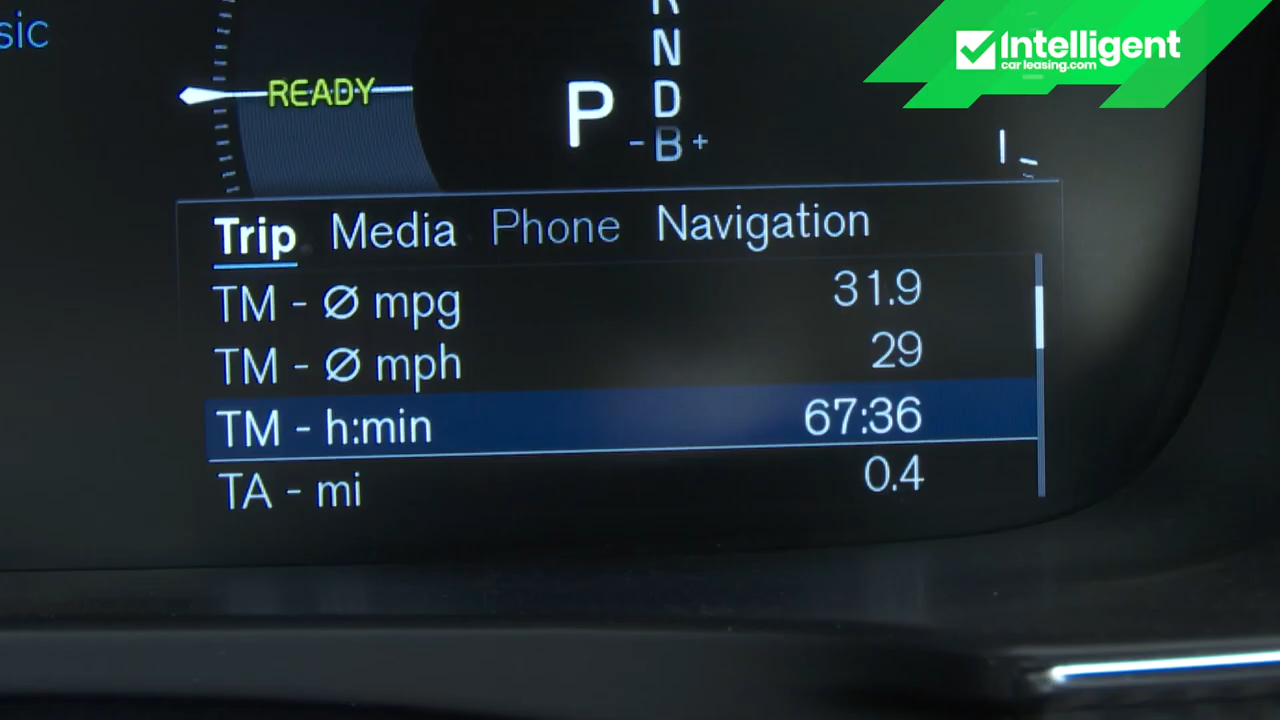 sic
Intelligent
carleasing.com
N
READY
P
D
- B +
Trip Media Phone Navigation
TM - Ø mpg 31.9
TM - Ø mph 29
TM - h:min 67:36
TA - mi 0.4